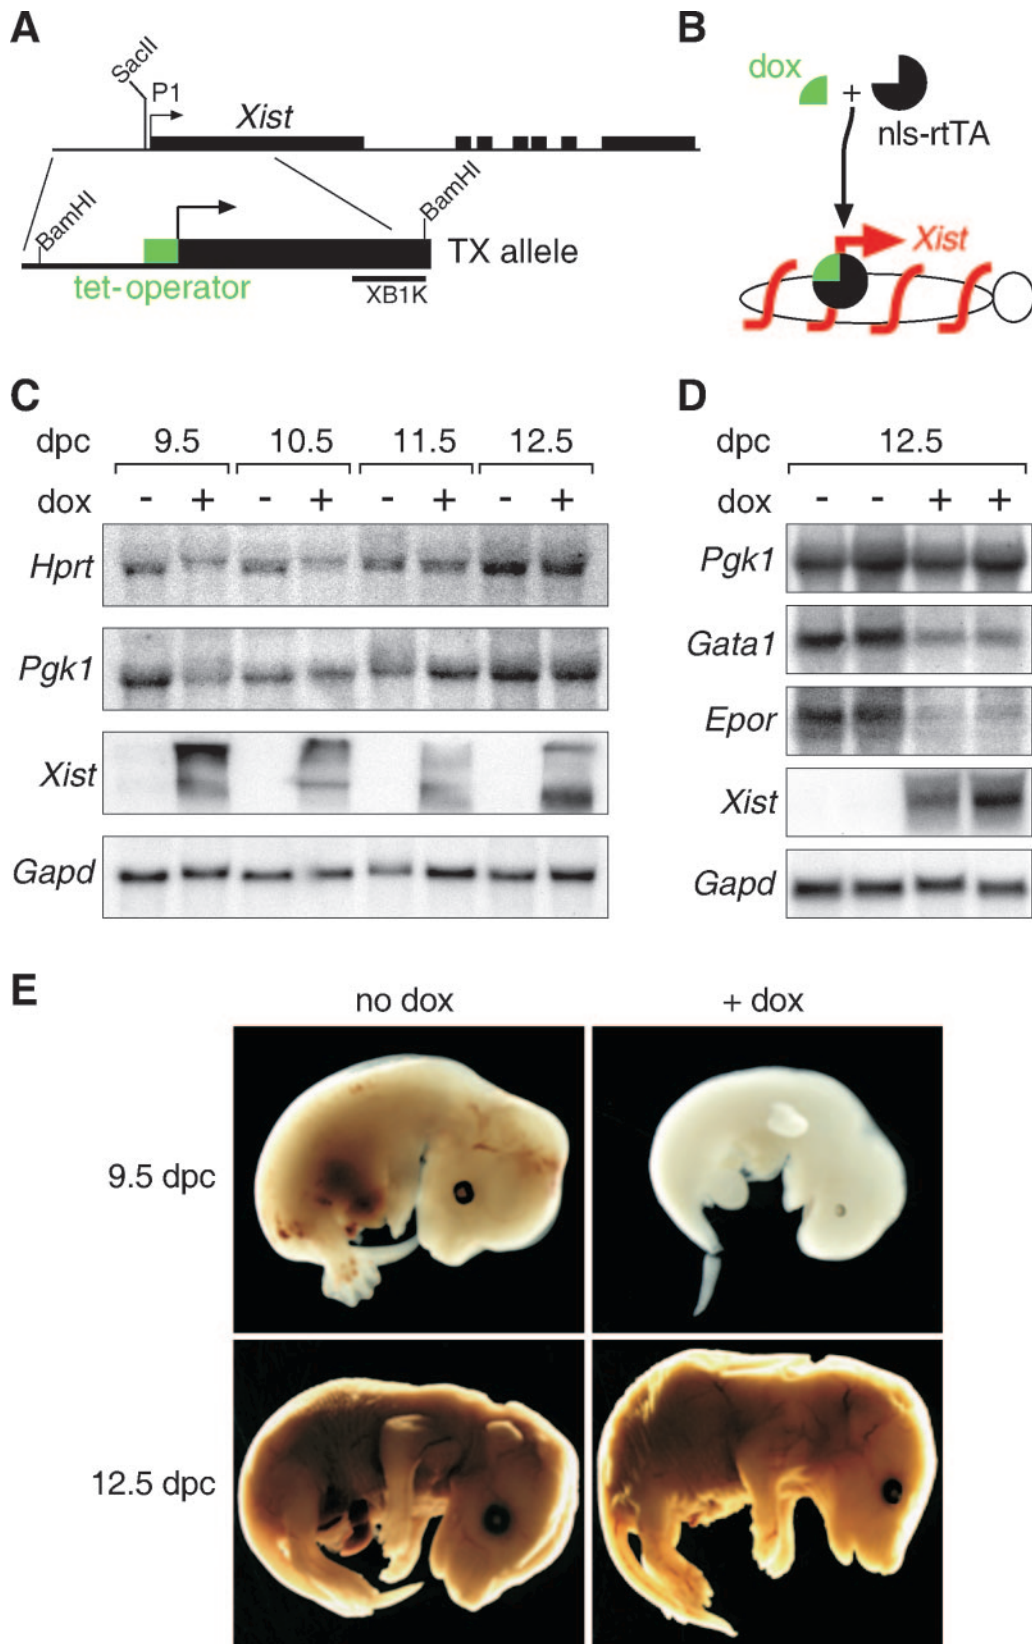 A
SacII
P1
Xist
BamHI
BamHI
TX allele
tet-operator
XB1K
B
dox
+
nls-rtTA
Xist
C
dpc 9.5 10.5 11.5 12.5
dox - + - + - + - +
Hprt
Pgk1
Xist
Gapd
D
dpc 12.5
dox - - + +
Pgk1
Gata1
Epor
Xist
Gapd
E
no dox + dox
9.5 dpc
12.5 dpc